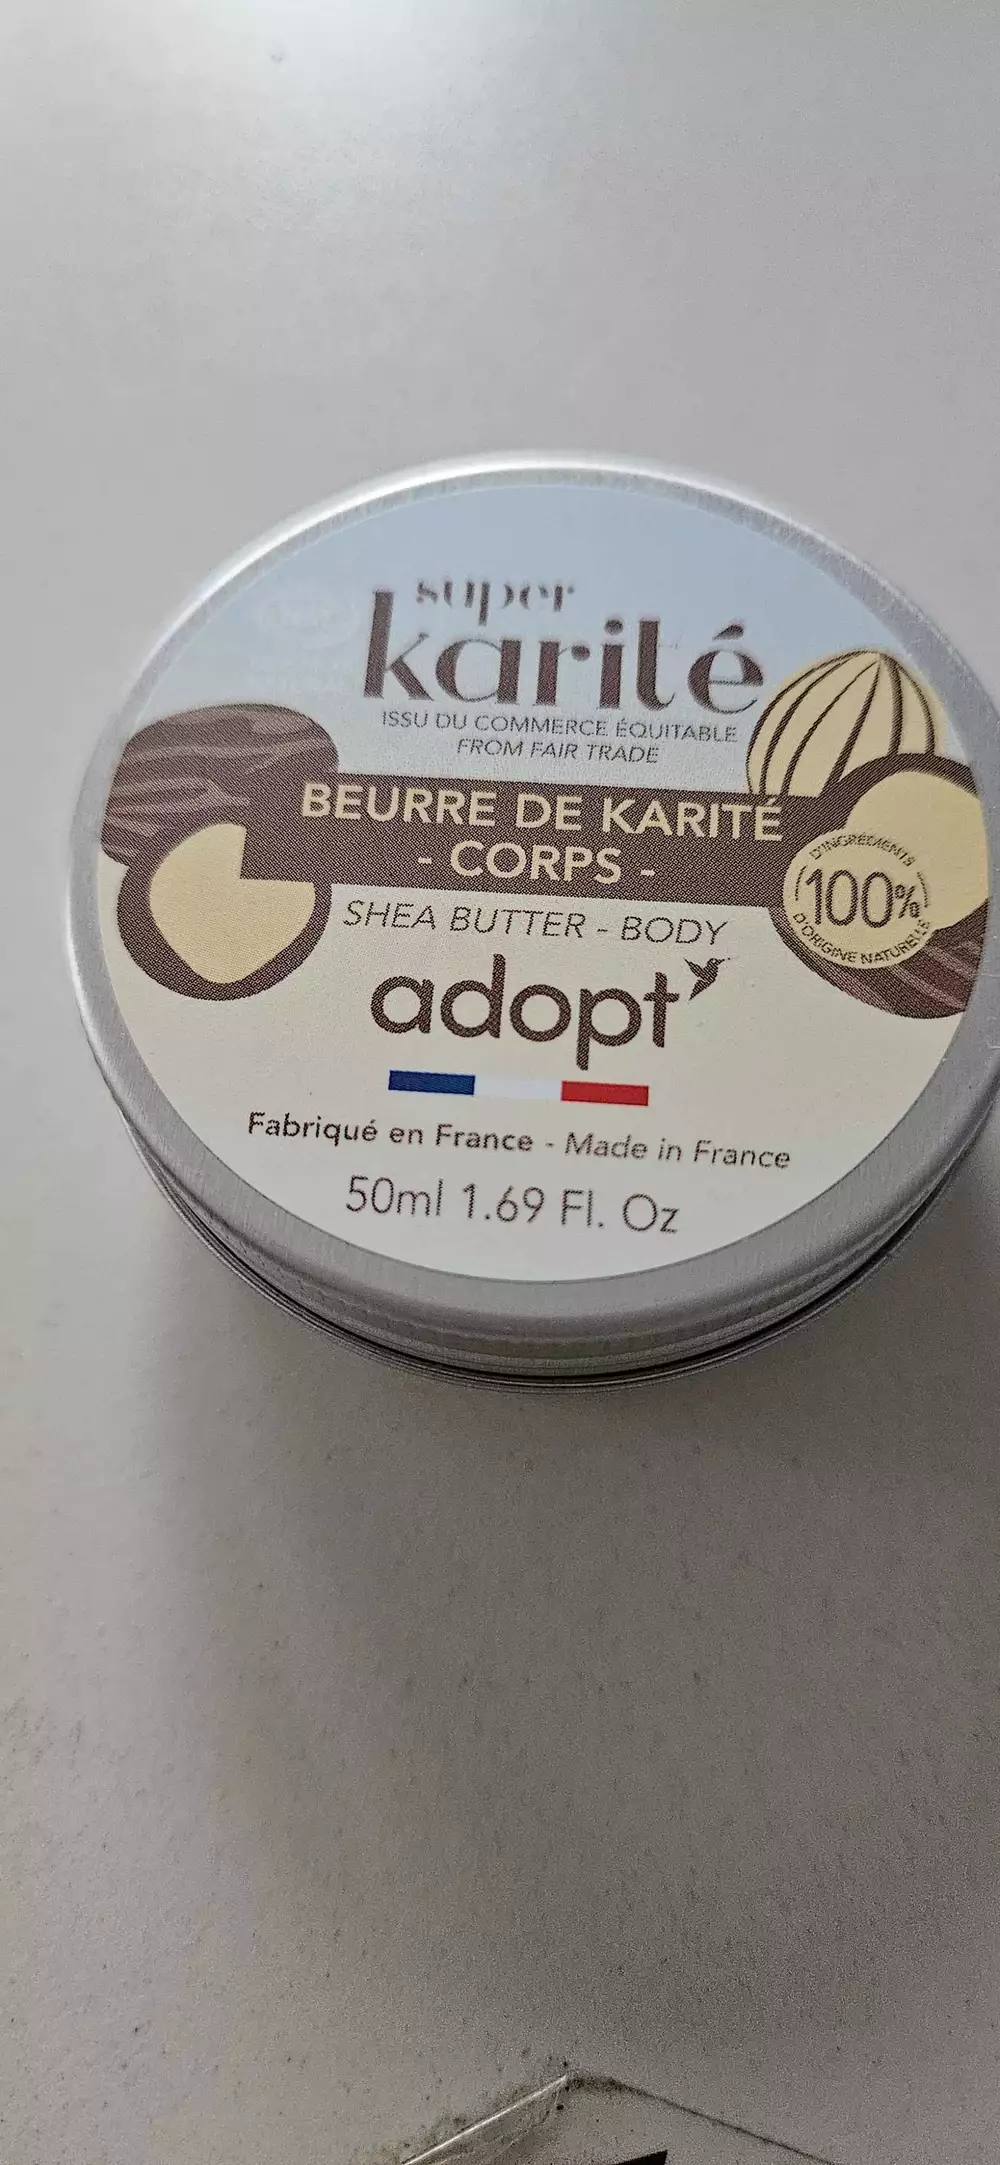 super
karité
ISSU DU COMMERCE ÉQUITABLE
FROM FAIR TRADE
BEURRE DE KARITÉ
- CORPS -
SHEA BUTTER - BODY
D'INGRÉDIENTS
100%
D'ORIGINE NATURELLE
adopt
Fabriqué en France - Made in France
50ml 1.69 Fl. Oz